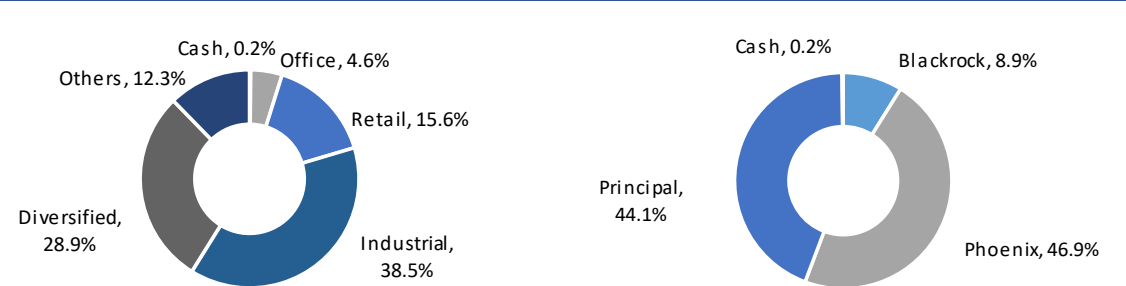 Cash, 0.2%
Office, 4.6%
Others, 12.3%
Retail, 15.6%
Diversified,
28.9%
Industrial,
38.5%
Cash, 0.2%
Blackrock, 8.9%
Principal,
44.1%
Phoenix, 46.9%